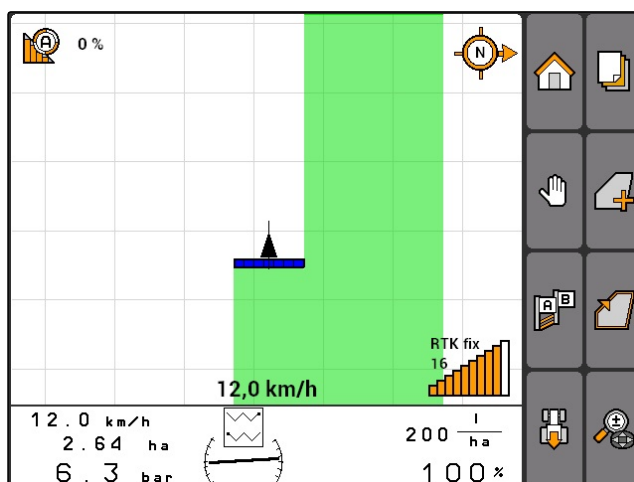 A
0 %
N
A B
RTK fix
16
12,0 km/h
12.0 km/h
2.64 ha
6.3 bar
200 l/ha
100%